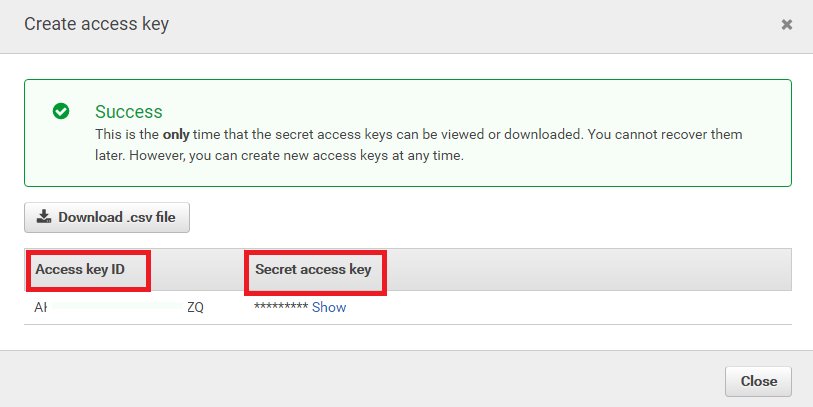 Create access key
Success
This is the only time that the secret access keys can be viewed or downloaded. You cannot recover them
later. However, you can create new access keys at any time.
Download .csv file
Access key ID Secret access key
ZQ ********* Show
Close